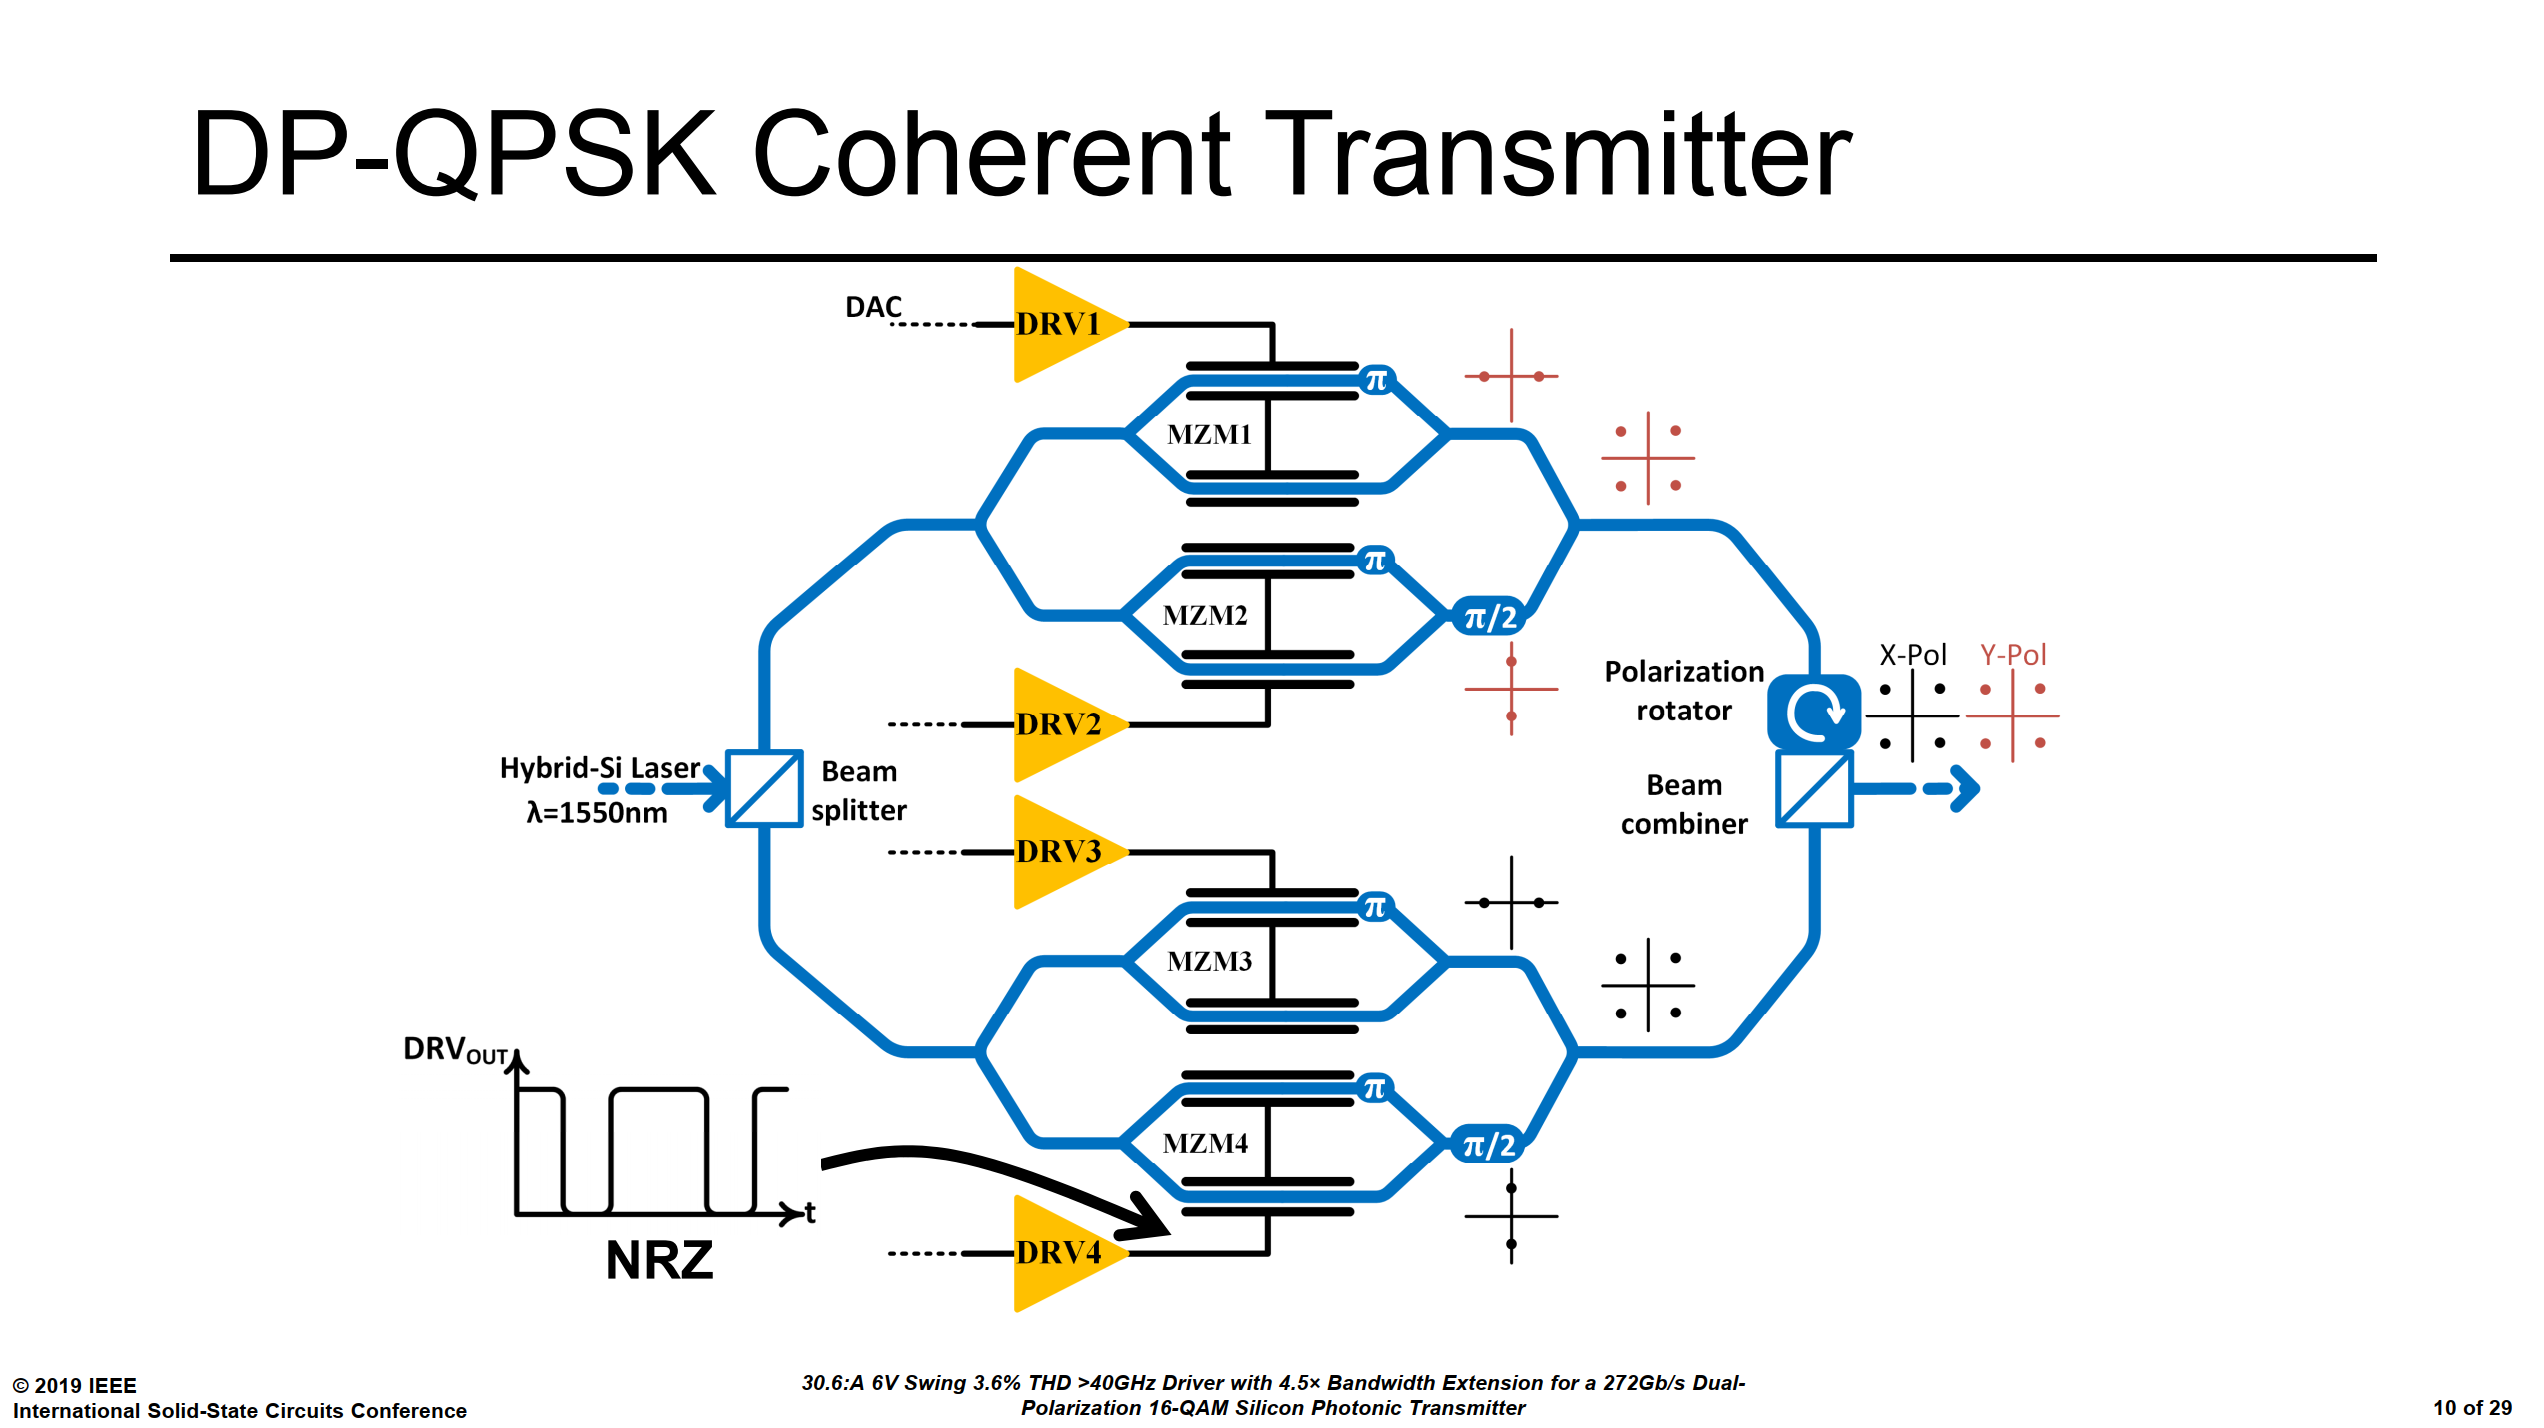 DP-QPSK Coherent Transmitter
DAC
DRV1
π
MZM1
π
MZM2
π/2
DRV2
Polarization
rotator
X-Pol
Y-Pol
Hybrid-Si Laser
λ=1550nm
Beam
splitter
Beam
combiner
DRV3
π
MZM3
DRVOUT
t
NRZ
π
MZM4
π/2
DRV4
© 2019 IEEE
International Solid-State Circuits Conference
30.6:A 6V Swing 3.6% THD >40GHz Driver with 4.5× Bandwidth Extension for a 272Gb/s Dual-
Polarization 16-QAM Silicon Photonic Transmitter
10 of 29